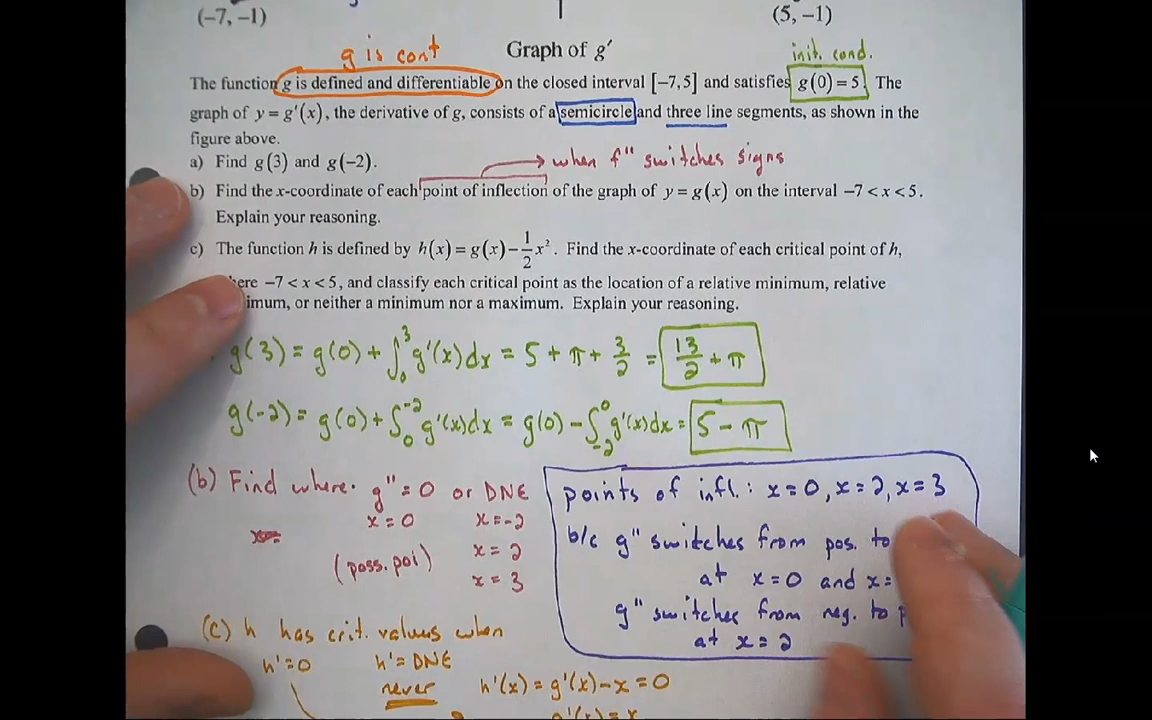 (−7, −1)
(5, −1)
g is cont
Graph of g′
init. cond.
The function g is defined and differentiable on the closed interval [−7, 5] and satisfies g(0) = 5. The
graph of y = g′(x), the derivative of g, consists of a semicircle and three line segments, as shown in the
figure above.
a) Find g(3) and g(−2).
when f" switches signs
b) Find the x-coordinate of each point of inflection of the graph of y = g(x) on the interval −7 < x < 5.
Explain your reasoning.
c) The function h is defined by h(x) = g(x) − 1/2 x². Find the x-coordinate of each critical point of h,
ere −7 < x < 5, and classify each critical point as the location of a relative minimum, relative
imum, or neither a minimum nor a maximum. Explain your reasoning.
g(3) = g(0) + ∫₀³ g'(x)dx = 5 + π + 3/2 = 13/2 + π
g(-2) = g(0) + ∫₀⁻² g'(x)dx = g(0) − ∫₋₂⁰ g'(x)dx = 5 − π
(b) Find where g" = 0 or DNE
x=0 x=-2
(poss. poi) x=2
x=3
points of infl.: x=0, x=2, x=3
b/c g" switches from pos. to
at x=0 and x=
g" switches from neg. to p
at x=2
(c) h has crit. values when
h'=0 h'=DNE
never h'(x) = g'(x) − x = 0
g'(x) = x